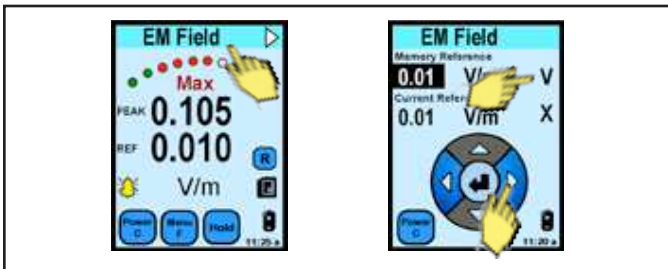 EM Field
Max
PEAK 0.105
REF 0.010 R
V/m
Power C Menu F Hold
11:25 a
EM Field
Memory Reference
0.01 V
Current
0.01 V/m X
Power C
11:20 a